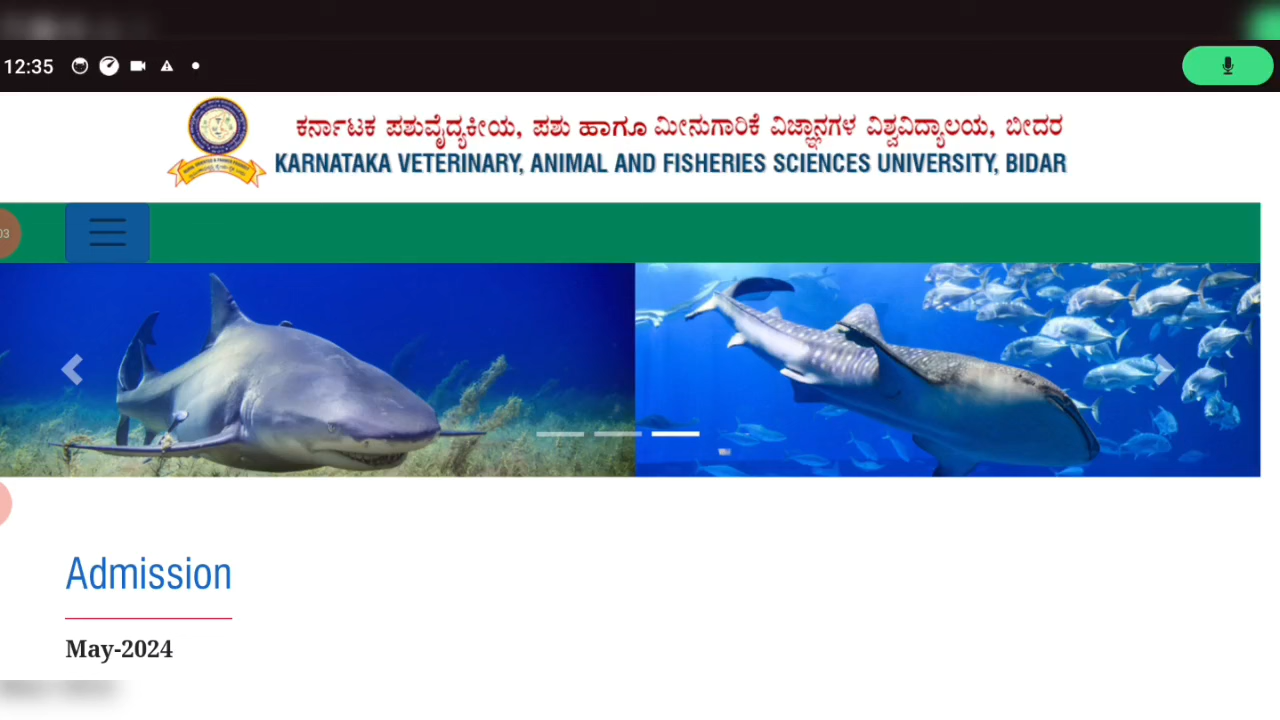 12:35
ಕರ್ನಾಟಕ ಪಶುವೈದ್ಯಕೀಯ, ಪಶು ಹಾಗೂ ಮೀನುಗಾರಿಕೆ ವಿಜ್ಞಾನಗಳ ವಿಶ್ವವಿದ್ಯಾಲಯ, ಬೀದರ
KARNATAKA VETERINARY, ANIMAL AND FISHERIES SCIENCES UNIVERSITY, BIDAR
03
Admission
May-2024